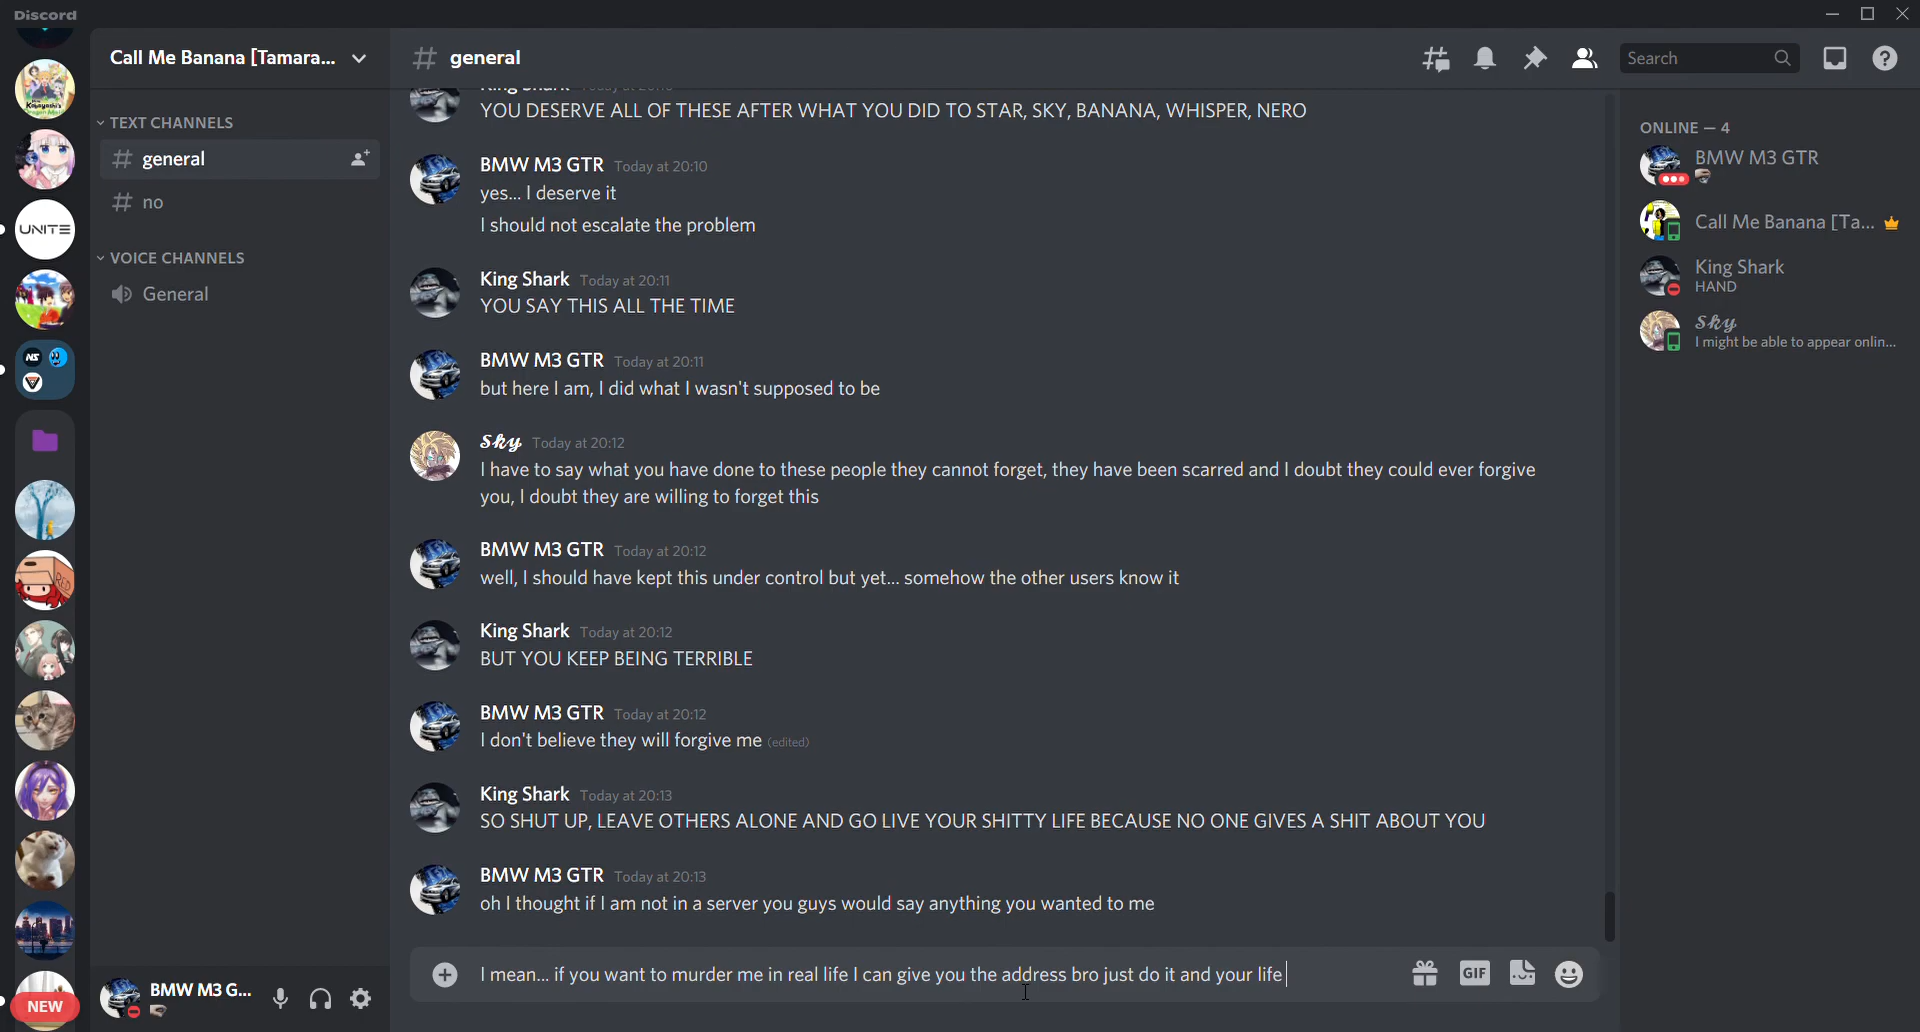 Discord
Call Me Banana [Tamara...
# general
Search
TEXT CHANNELS
# general
# no
VOICE CHANNELS
General
UNITE
NS
NEW
YOU DESERVE ALL OF THESE AFTER WHAT YOU DID TO STAR, SKY, BANANA, WHISPER, NERO
BMW M3 GTR Today at 20:10
yes... I deserve it
I should not escalate the problem
King Shark Today at 20:11
YOU SAY THIS ALL THE TIME
BMW M3 GTR Today at 20:11
but here I am, I did what I wasn't supposed to be
𝓢𝓴𝔂 Today at 20:12
I have to say what you have done to these people they cannot forget, they have been scarred and I doubt they could ever forgive
you, I doubt they are willing to forget this
BMW M3 GTR Today at 20:12
well, I should have kept this under control but yet... somehow the other users know it
King Shark Today at 20:12
BUT YOU KEEP BEING TERRIBLE
BMW M3 GTR Today at 20:12
I don't believe they will forgive me (edited)
King Shark Today at 20:13
SO SHUT UP, LEAVE OTHERS ALONE AND GO LIVE YOUR SHITTY LIFE BECAUSE NO ONE GIVES A SHIT ABOUT YOU
BMW M3 GTR Today at 20:13
oh I thought if I am not in a server you guys would say anything you wanted to me
I mean... if you want to murder me in real life I can give you the address bro just do it and your life
GIF
BMW M3 G...
ONLINE — 4
BMW M3 GTR
Call Me Banana [Ta...
King Shark
HAND
𝓢𝓴𝔂
I might be able to appear onlin...